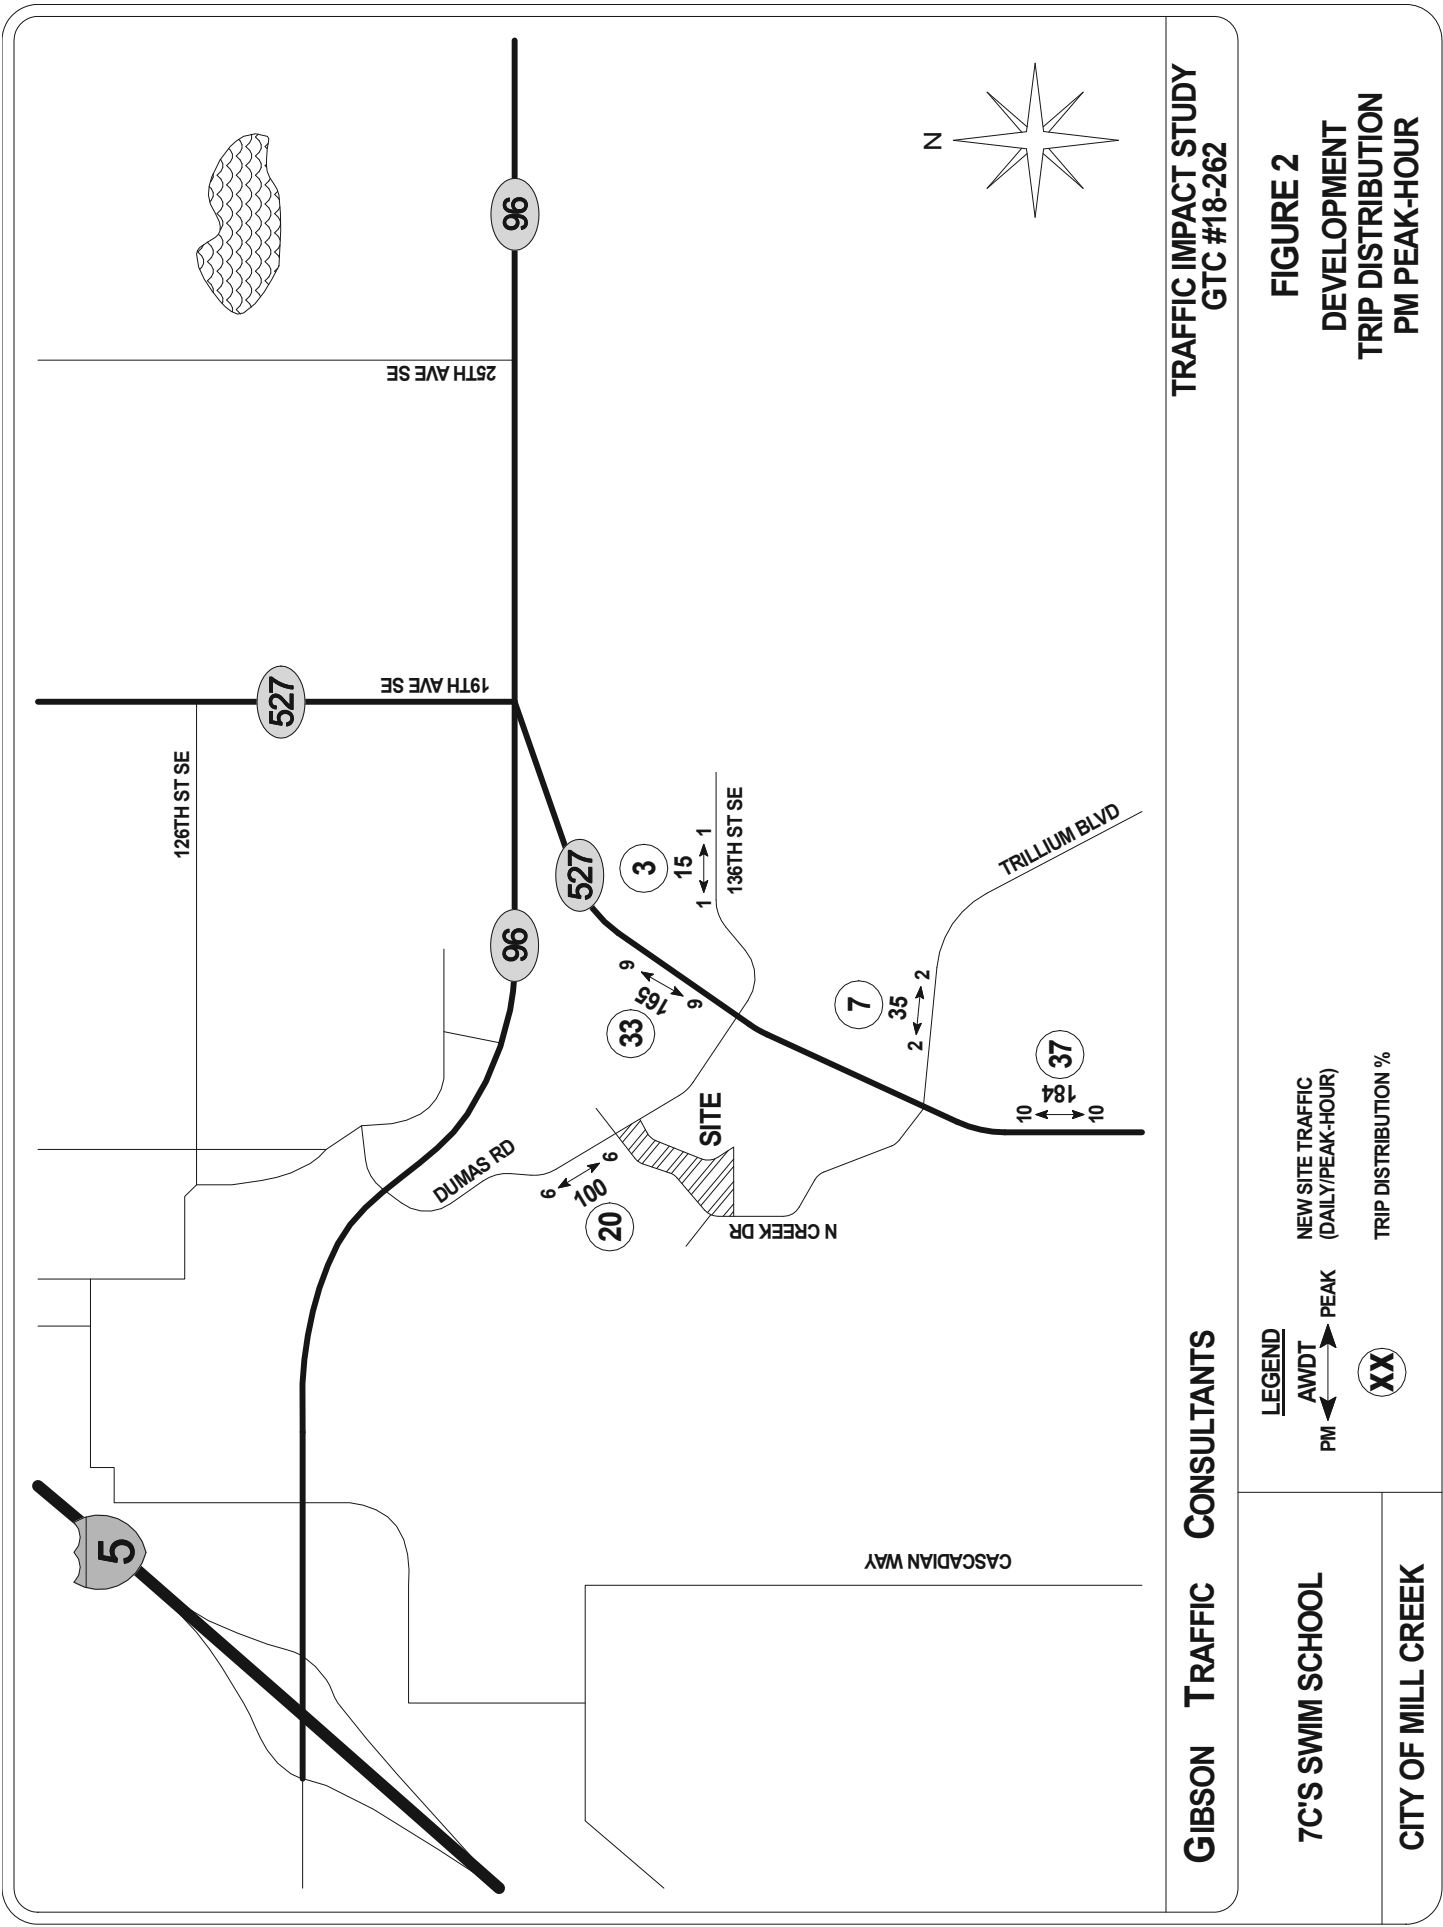 5
96
96
527
527
126TH ST SE
19TH AVE SE
25TH AVE SE
N
DUMAS RD
6
6
100
20
SITE
N CREEK DR
9
9
165
33
3
15
1
1
136TH ST SE
7
35
2
2
TRILLIUM BLVD
37
184
10
10
CASCADIAN WAY
GIBSON TRAFFIC CONSULTANTS
TRAFFIC IMPACT STUDY
GTC #18-262
7C'S SWIM SCHOOL
CITY OF MILL CREEK
LEGEND
AWDT
PM PEAK
NEW SITE TRAFFIC
(DAILY/PEAK-HOUR)
XX
TRIP DISTRIBUTION %
FIGURE 2
DEVELOPMENT
TRIP DISTRIBUTION
PM PEAK-HOUR